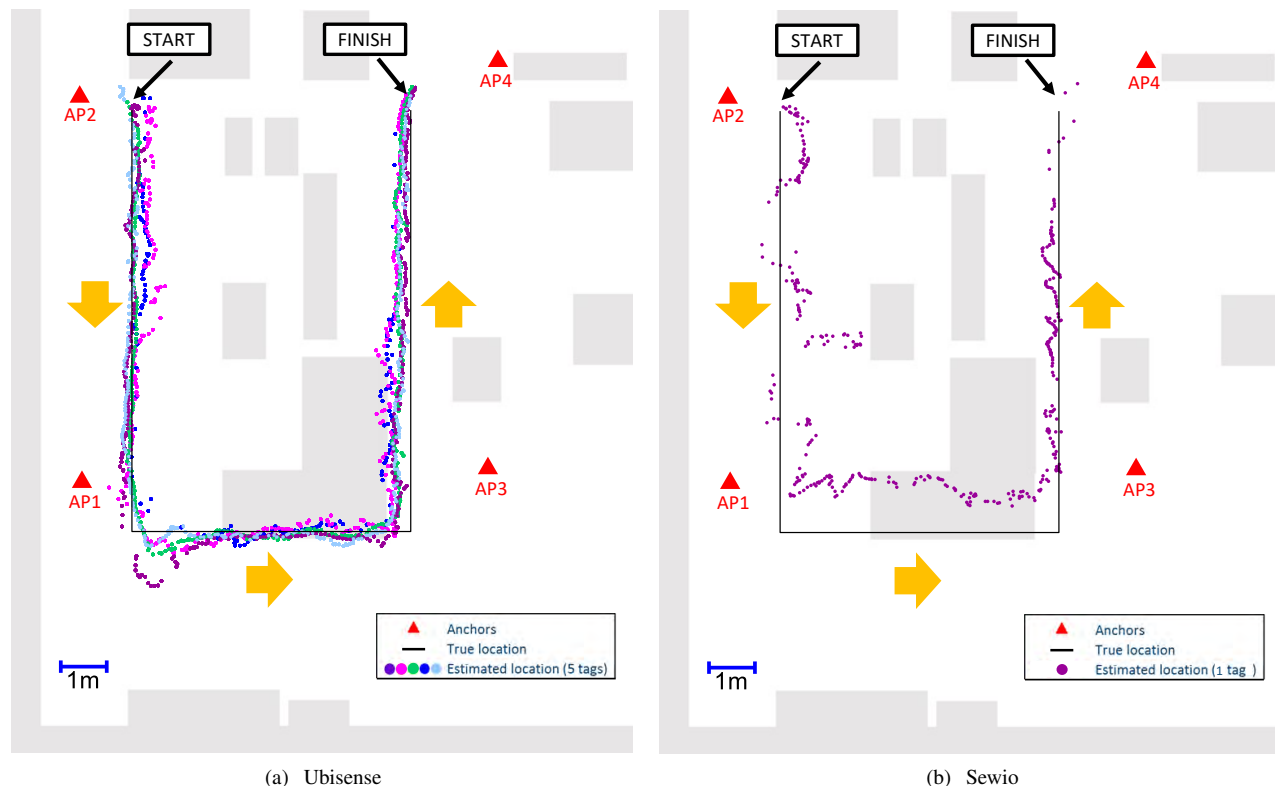 START
FINISH
AP4
AP2
AP1
AP3
Anchors
True location
Estimated location (5 tags)
1m
(a) Ubisense
START
FINISH
AP4
AP2
AP1
AP3
Anchors
True location
Estimated location (1 tag )
1m
(b) Sewio